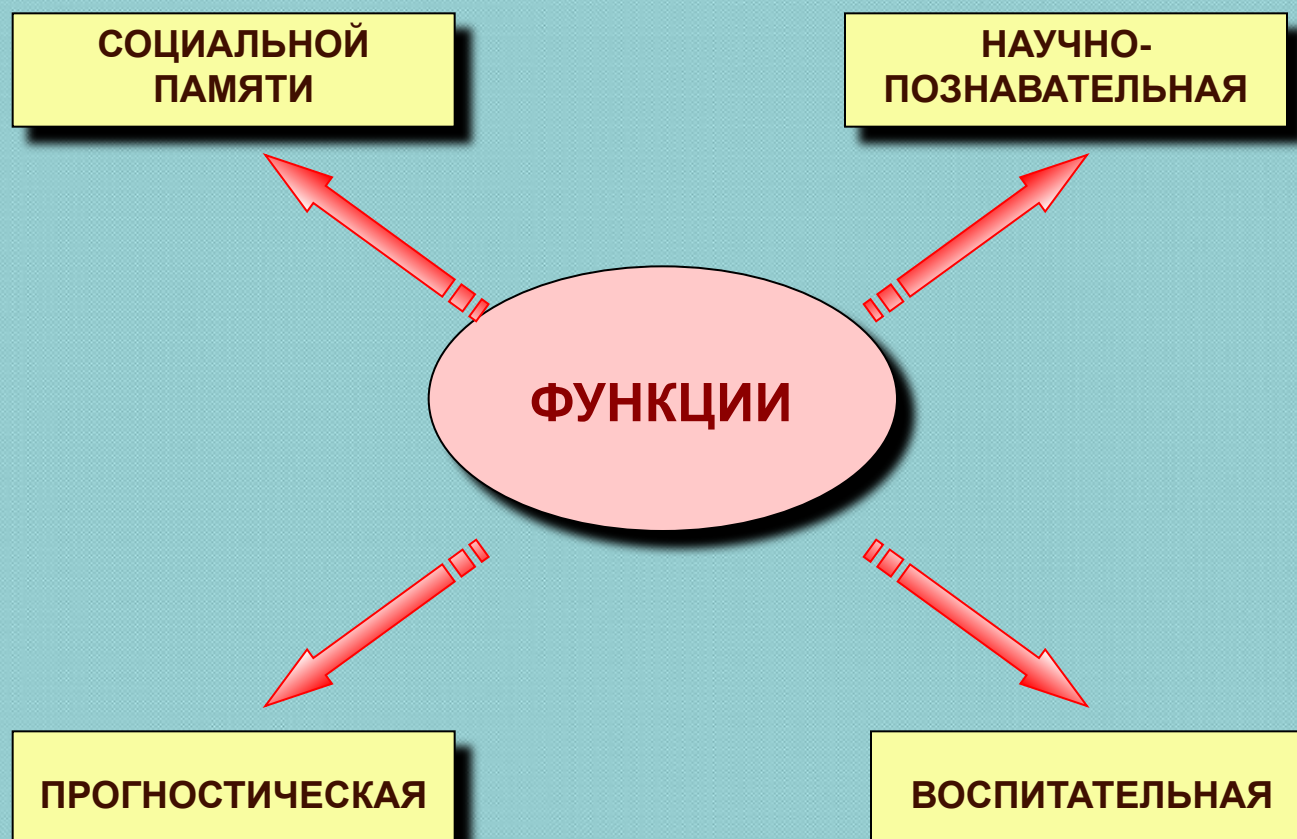 СОЦИАЛЬНОЙ
ПАМЯТИ
НАУЧНО-
ПОЗНАВАТЕЛЬНАЯ
ФУНКЦИИ
ПРОГНОСТИЧЕСКАЯ
ВОСПИТАТЕЛЬНАЯ